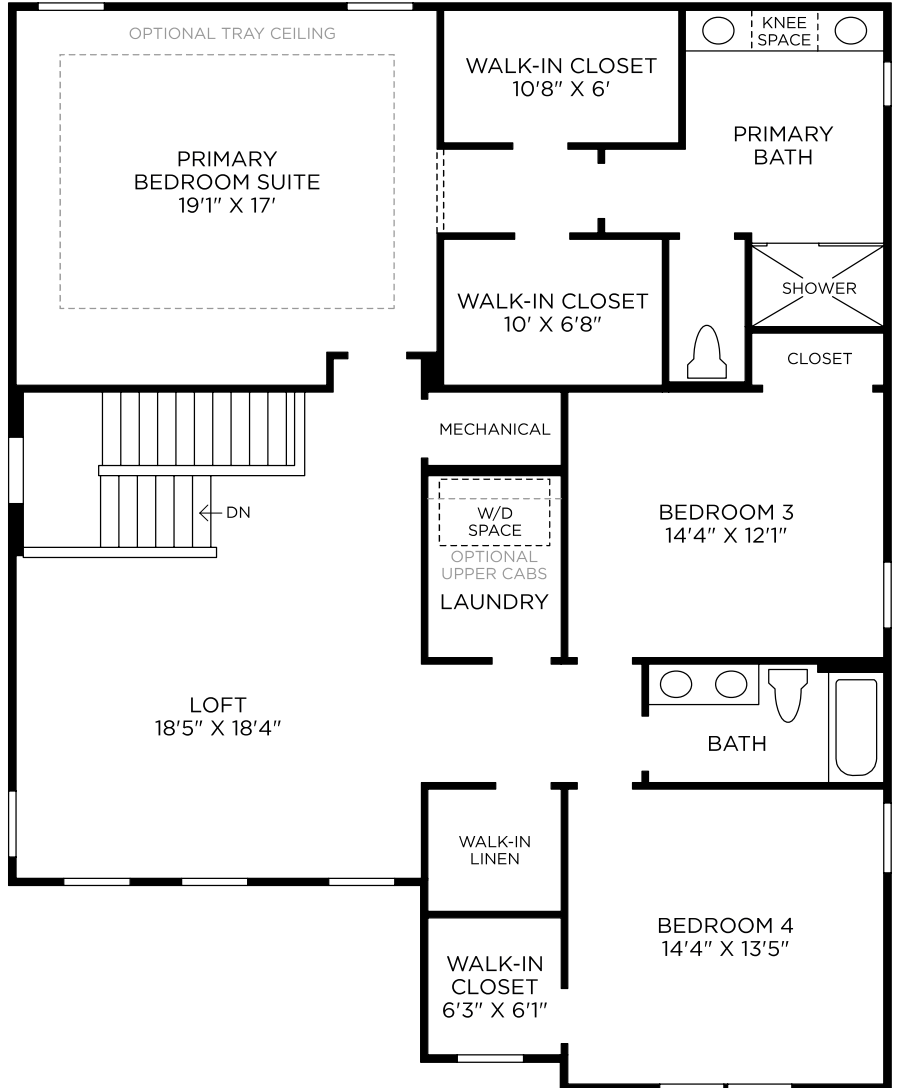 OPTIONAL TRAY CEILING
PRIMARY
BEDROOM SUITE
19'1" X 17'
WALK-IN CLOSET
10'8" X 6'
KNEE
SPACE
PRIMARY
BATH
WALK-IN CLOSET
10' X 6'8"
SHOWER
CLOSET
MECHANICAL
DN
W/D
SPACE
OPTIONAL
UPPER CABS
LAUNDRY
BEDROOM 3
14'4" X 12'1"
LOFT
18'5" X 18'4"
BATH
WALK-IN
LINEN
BEDROOM 4
14'4" X 13'5"
WALK-IN
CLOSET
6'3" X 6'1"